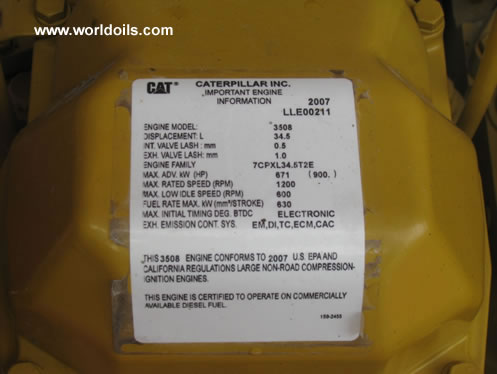 www.worldoils.com
CAT® CATERPILLAR INC.
IMPORTANT ENGINE
INFORMATION 2007
LLE00211
ENGINE MODEL: 3508
DISPLACEMENT: L 34.5
INT. VALVE LASH : mm 0.5
EXH. VALVE LASH : mm 1.0
ENGINE FAMILY 7CPXL34.5T2E
MAX. ADV. kW (HP) 671 (900.)
MAX. RATED SPEED (RPM) 1200
MAX. LOW IDLE SPEED (RPM) 600
FUEL RATE MAX. kW (mm³/STROKE) 630
MAX. INITIAL TIMING DEG. BTDC ELECTRONIC
EXH. EMISSION CONT. SYS. EM,DI,TC,ECM,CAC
THIS 3508 ENGINE CONFORMS TO 2007 U.S. EPA AND
CALIFORNIA REGULATIONS LARGE NON-ROAD COMPRESSION-
IGNITION ENGINES.
THIS ENGINE IS CERTIFIED TO OPERATE ON COMMERCIALLY
AVAILABLE DIESEL FUEL.